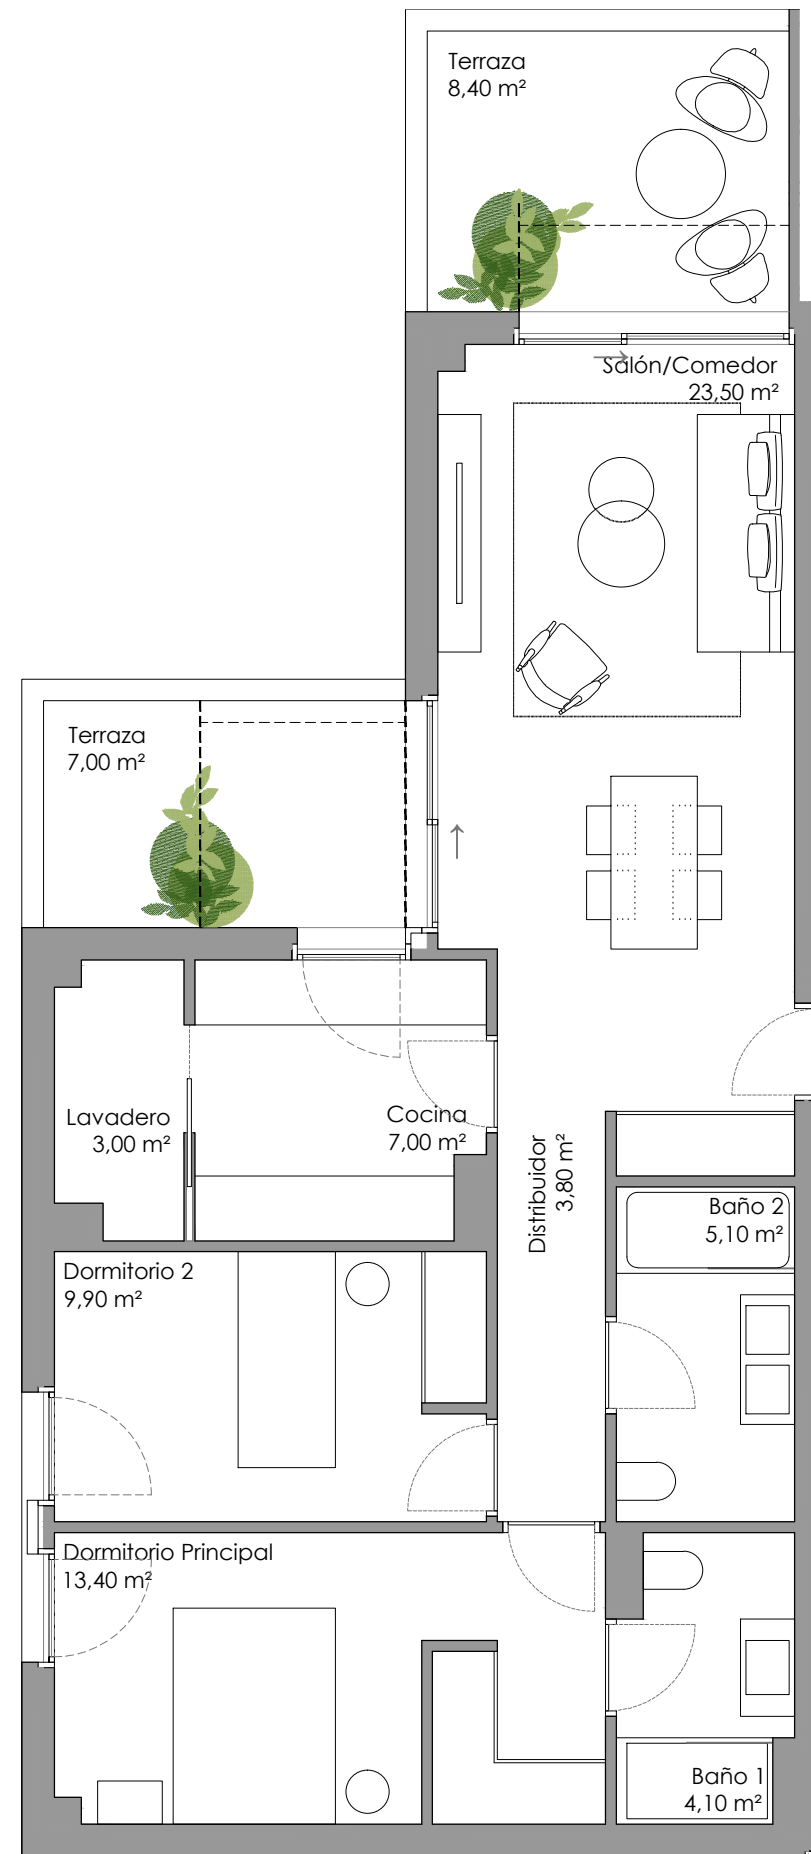 Terraza
8,40 m²
Salón/Comedor
23,50 m²
Terraza
7,00 m²
Lavadero
3,00 m²
Cocina
7,00 m²
Distribuidor
3,80 m²
Baño 2
5,10 m²
Dormitorio 2
9,90 m²
Dormitorio Principal
13,40 m²
Baño 1
4,10 m²